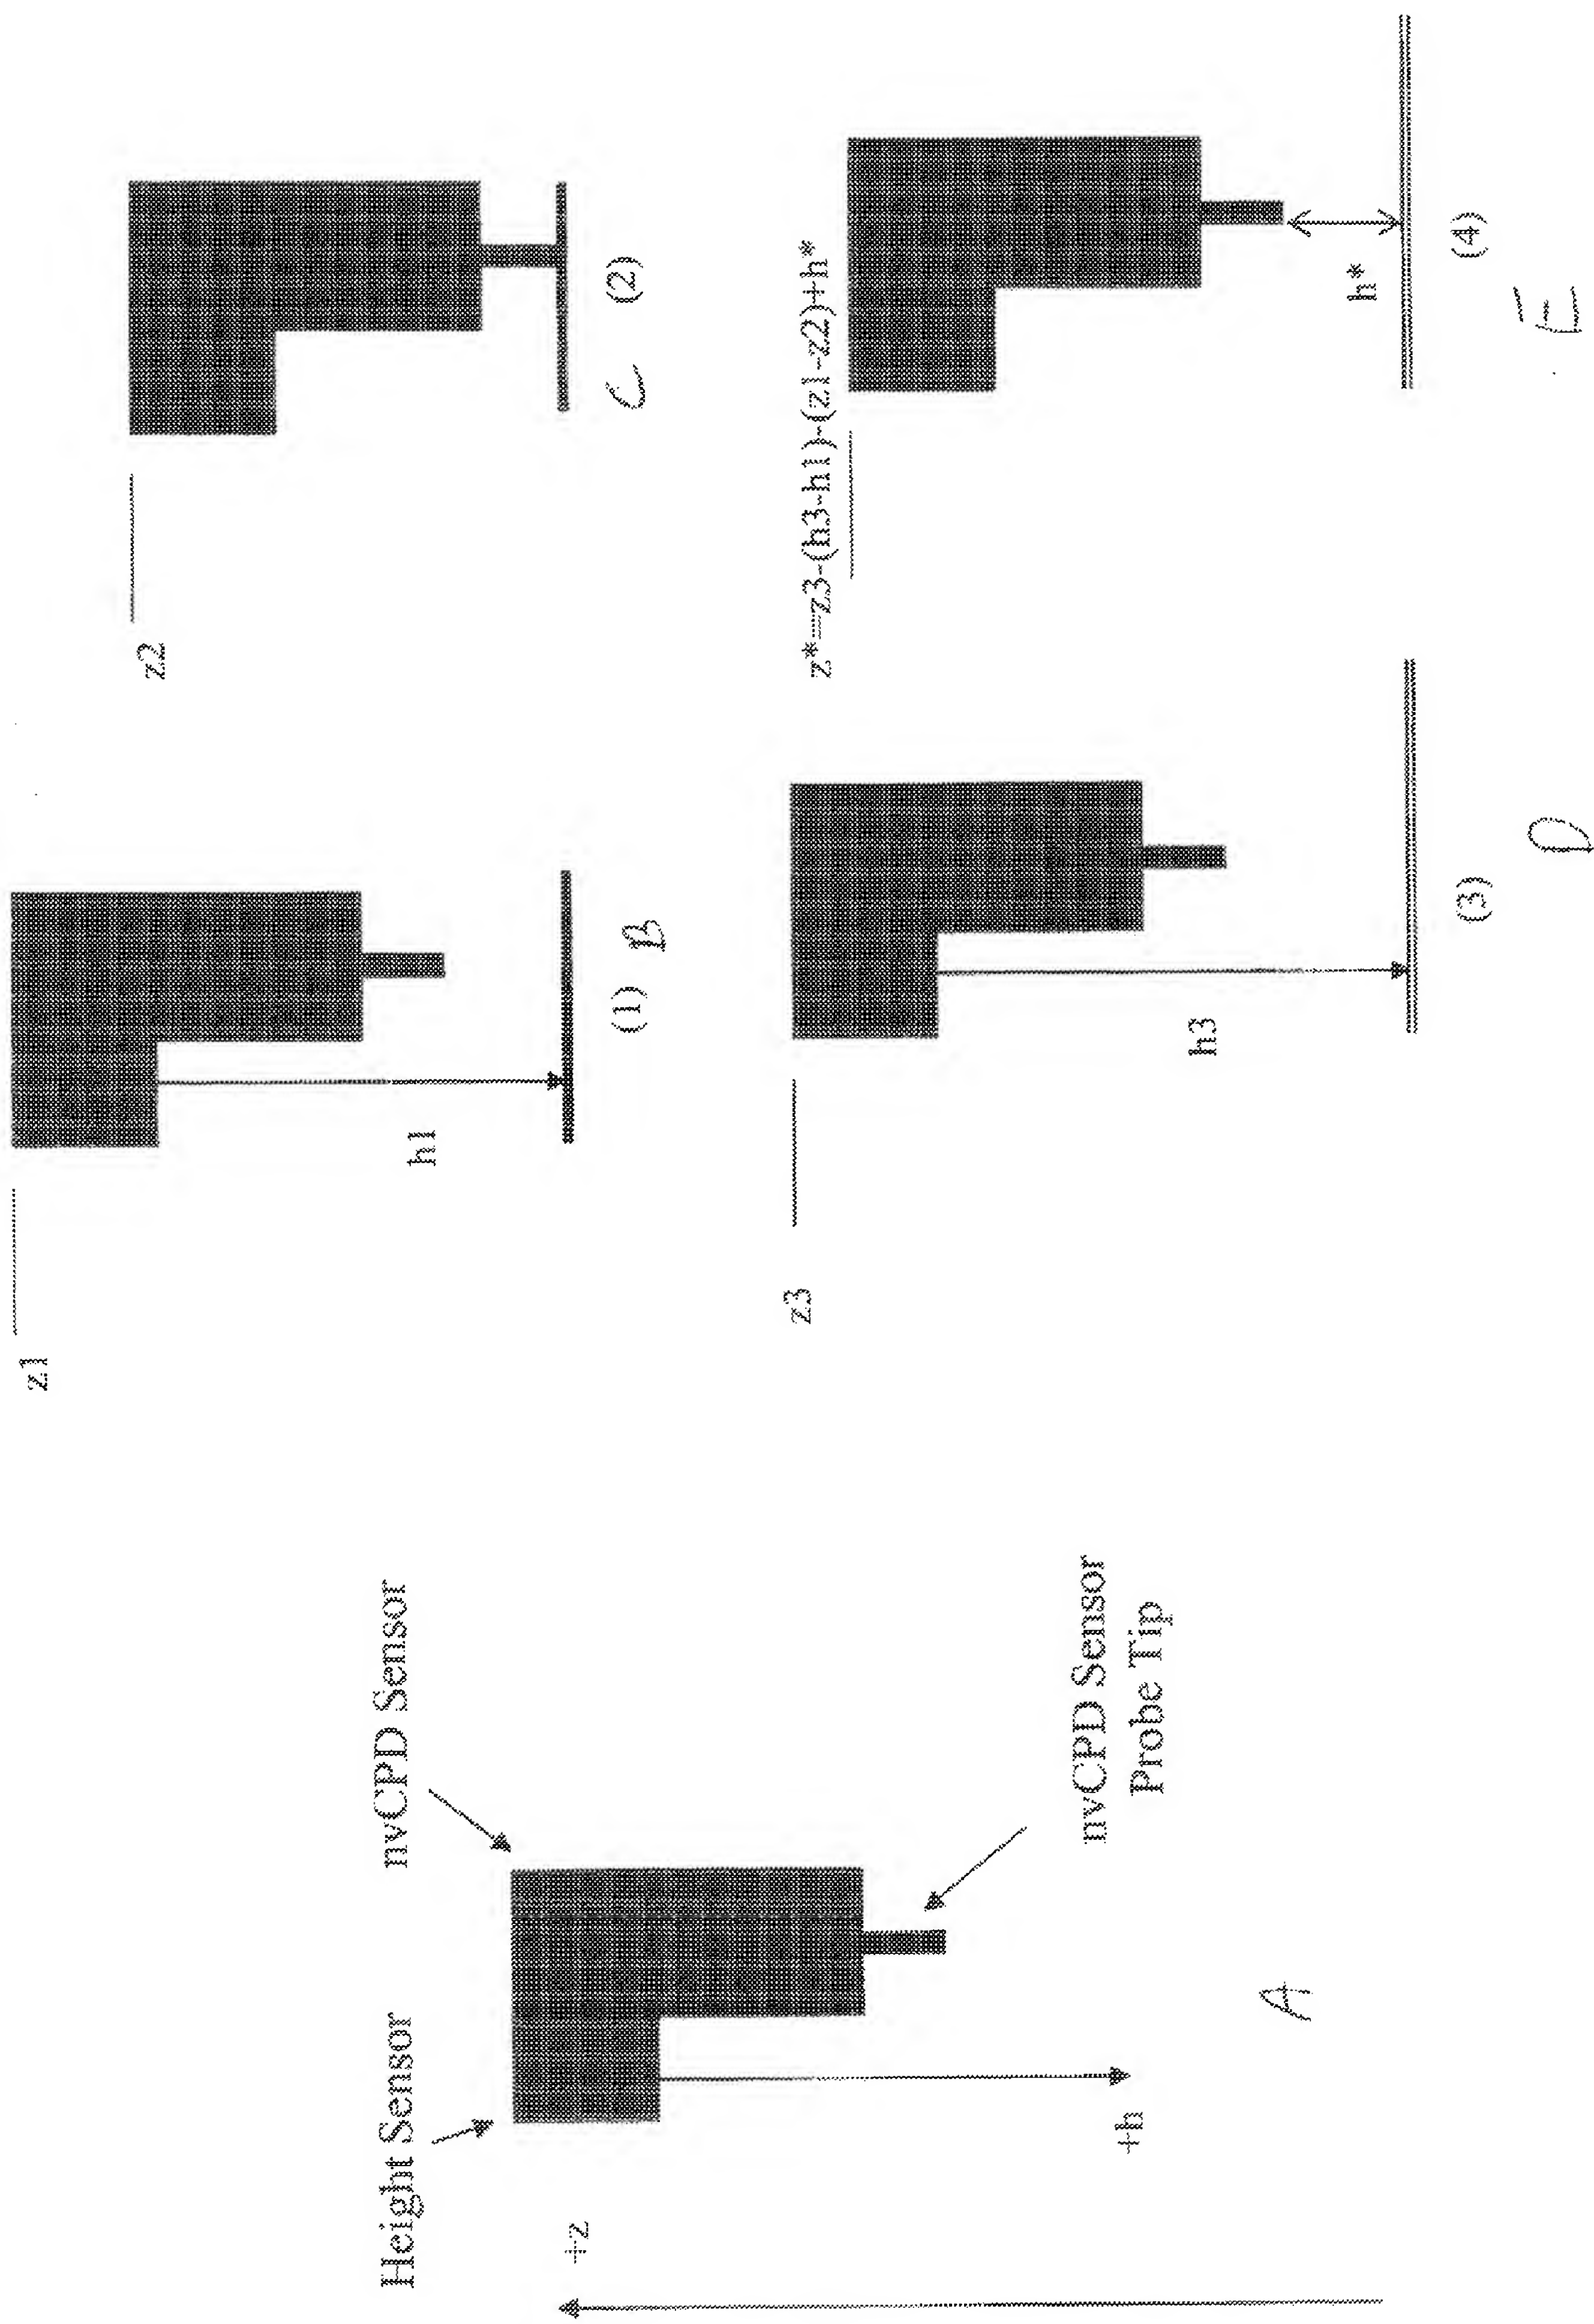 Height Sensor
nvCPD Sensor
+z
+h
nvCPD Sensor
Probe Tip
A
z1
h1
(1) B
z2
C (2)
z3
h3
(3)
D
z*=z3-(h3-h1)-(z1-z2)+h*
h*
(4)
E